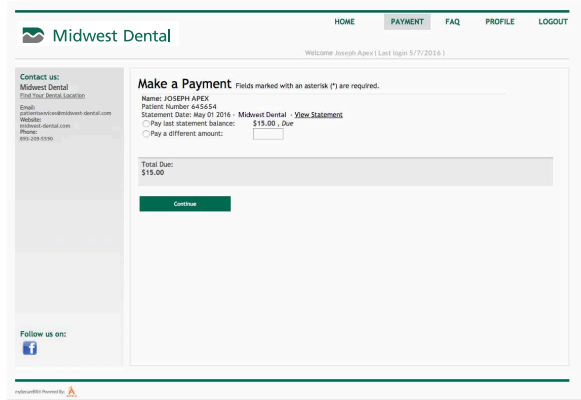 HOME PAYMENT FAQ PROFILE LOGOUT
Midwest Dental
Welcome Joseph Apex ( Last login 5/7/2016 )
Contact us:
Midwest Dental
Find Your Dental Location
Email:
patientservices@midwest-dental.com
Website:
midwest-dental.com
Phone:
Make a Payment Fields marked with an asterisk (*) are required.
Name: JOSEPH APEX
Patient Number 645654
Statement Date: May 01 2016 - Midwest Dental - View Statement
Pay last statement balance: $15.00 , Due
Pay a different amount:
Total Due:
$15.00
Continue
Follow us on:
f
Powered By: